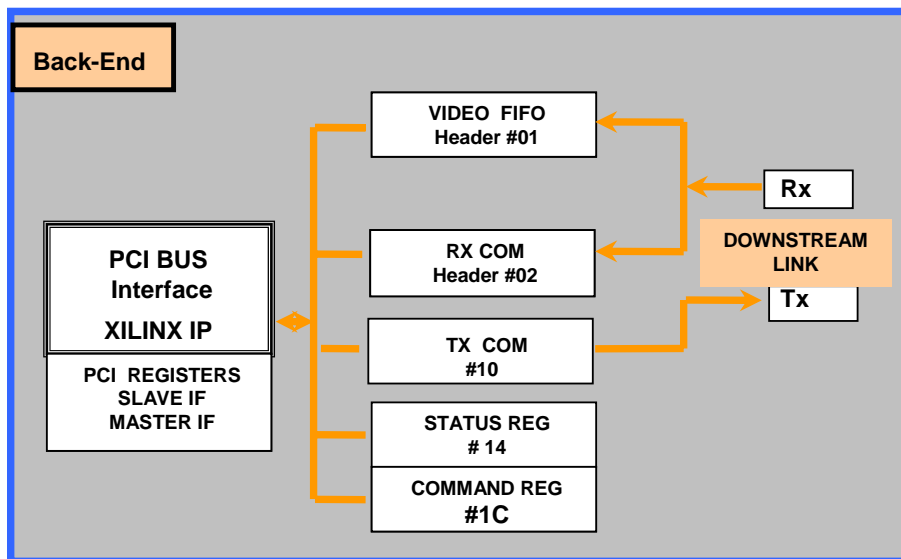 Back-End
VIDEO FIFO
Header #01
Rx
PCI BUS
Interface
XILINX IP
RX COM
Header #02
DOWNSTREAM
LINK
Tx
TX COM
#10
PCI REGISTERS
SLAVE IF
MASTER IF
STATUS REG
# 14
COMMAND REG
#1C